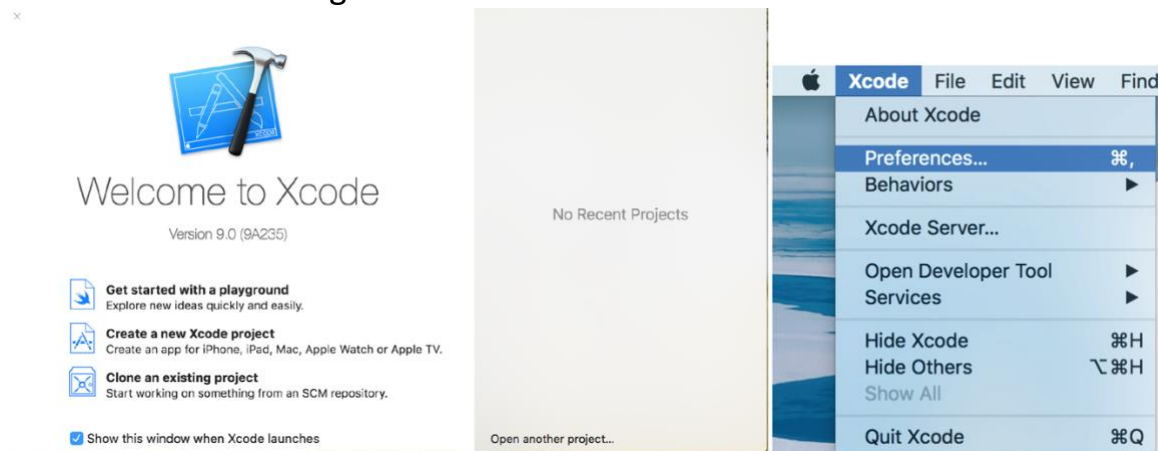 Welcome to Xcode
Version 9.0 (9A235)
Get started with a playground
Explore new ideas quickly and easily.
Create a new Xcode project
Create an app for iPhone, iPad, Mac, Apple Watch or Apple TV.
Clone an existing project
Start working on something from an SCM repository.
Show this window when Xcode launches
No Recent Projects
Open another project...
Xcode File Edit View Find
About Xcode
Preferences... ⌘,
Behaviors ▶
Xcode Server...
Open Developer Tool ▶
Services ▶
Hide Xcode ⌘H
Hide Others ⌥⌘H
Show All
Quit Xcode ⌘Q